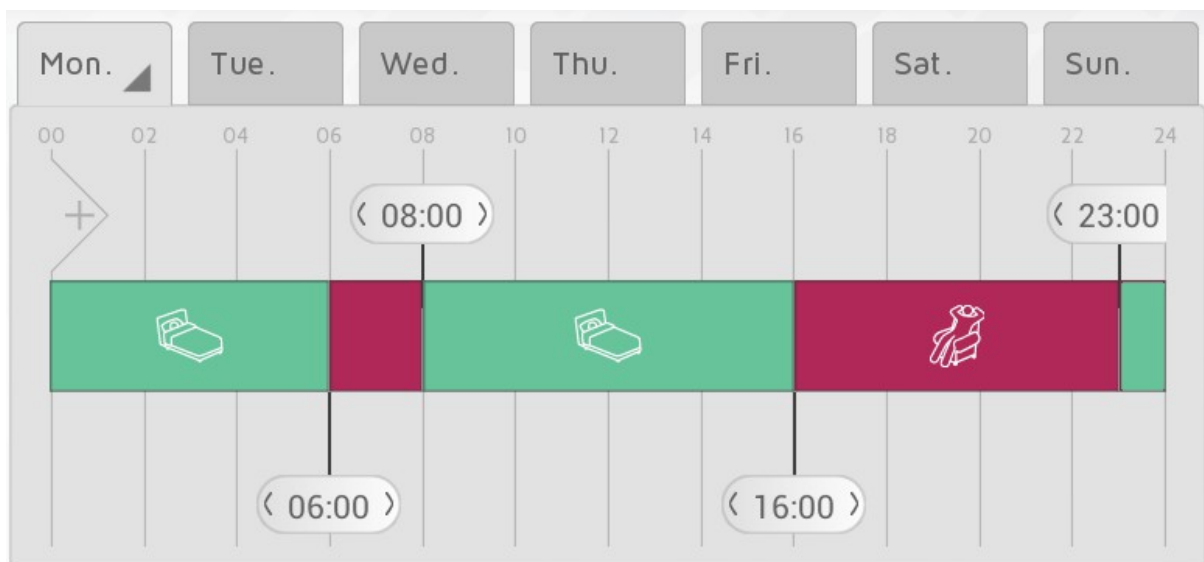 Mon. Tue. Wed. Thu. Fri. Sat. Sun.
00 02 04 06 08 10 12 14 16 18 20 22 24
+
< 08:00 > < 23:00
< 06:00 > < 16:00 >